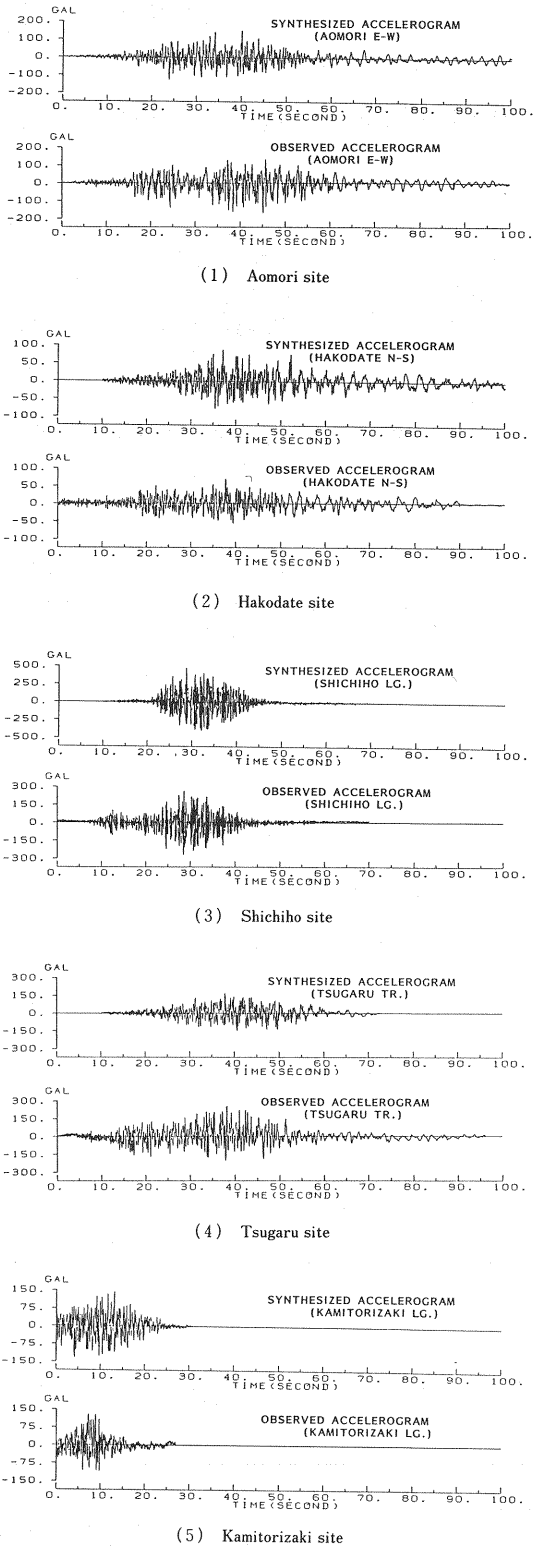 GAL
SYNTHESIZED ACCELEROGRAM
(AOMORI E-W)
200.
100.
0.
-100.
-200.
0. 10. 20. 30. 40. 50. 60. 70. 80. 90. 100.
TIME(SECOND)
GAL
OBSERVED ACCELEROGRAM
(AOMORI E-W)
200.
100.
0.
-100.
-200.
0. 10. 20. 30. 40. 50. 60. 70. 80. 90. 100.
TIME(SECOND)
(1) Aomori site
GAL
SYNTHESIZED ACCELEROGRAM
(HAKODATE N-S)
100.
50.
0.
-50.
-100.
0. 10. 20. 30. 40. 50. 60. 70. 80. 90. 100.
TIME(SECOND)
GAL
OBSERVED ACCELEROGRAM
(HAKODATE N-S)
100.
50.
0.
-50.
-100.
0. 10. 20. 30. 40. 50. 60. 70. 80. 90. 100.
TIME(SECOND)
(2) Hakodate site
GAL
SYNTHESIZED ACCELEROGRAM
(SHICHIHO LG.)
500.
250.
0.
-250.
-500.
0. 10. 20. 30. 40. 50. 60. 70. 80. 90. 100.
TIME(SECOND)
GAL
OBSERVED ACCELEROGRAM
(SHICHIHO LG.)
300.
150.
0.
-150.
-300.
0. 10. 20. 30. 40. 50. 60. 70. 80. 90. 100.
TIME(SECOND)
(3) Shichiho site
GAL
SYNTHESIZED ACCELEROGRAM
(TSUGARU TR.)
300.
150.
0.
-150.
-300.
0. 10. 20. 30. 40. 50. 60. 70. 80. 90. 100.
TIME(SECOND)
GAL
OBSERVED ACCELEROGRAM
(TSUGARU TR.)
300.
150.
0.
-150.
-300.
0. 10. 20. 30. 40. 50. 60. 70. 80. 90. 100.
TIME(SECOND)
(4) Tsugaru site
GAL
SYNTHESIZED ACCELEROGRAM
(KAMITORIZAKI LG.)
150.
75.
0.
-75.
-150.
0. 10. 20. 30. 40. 50. 60. 70. 80. 90. 100.
TIME(SECOND)
GAL
OBSERVED ACCELEROGRAM
(KAMITORIZAKI LG.)
150.
75.
0.
-75.
-150.
0. 10. 20. 30. 40. 50. 60. 70. 80. 90. 100.
TIME(SECOND)
(5) Kamitorizaki site